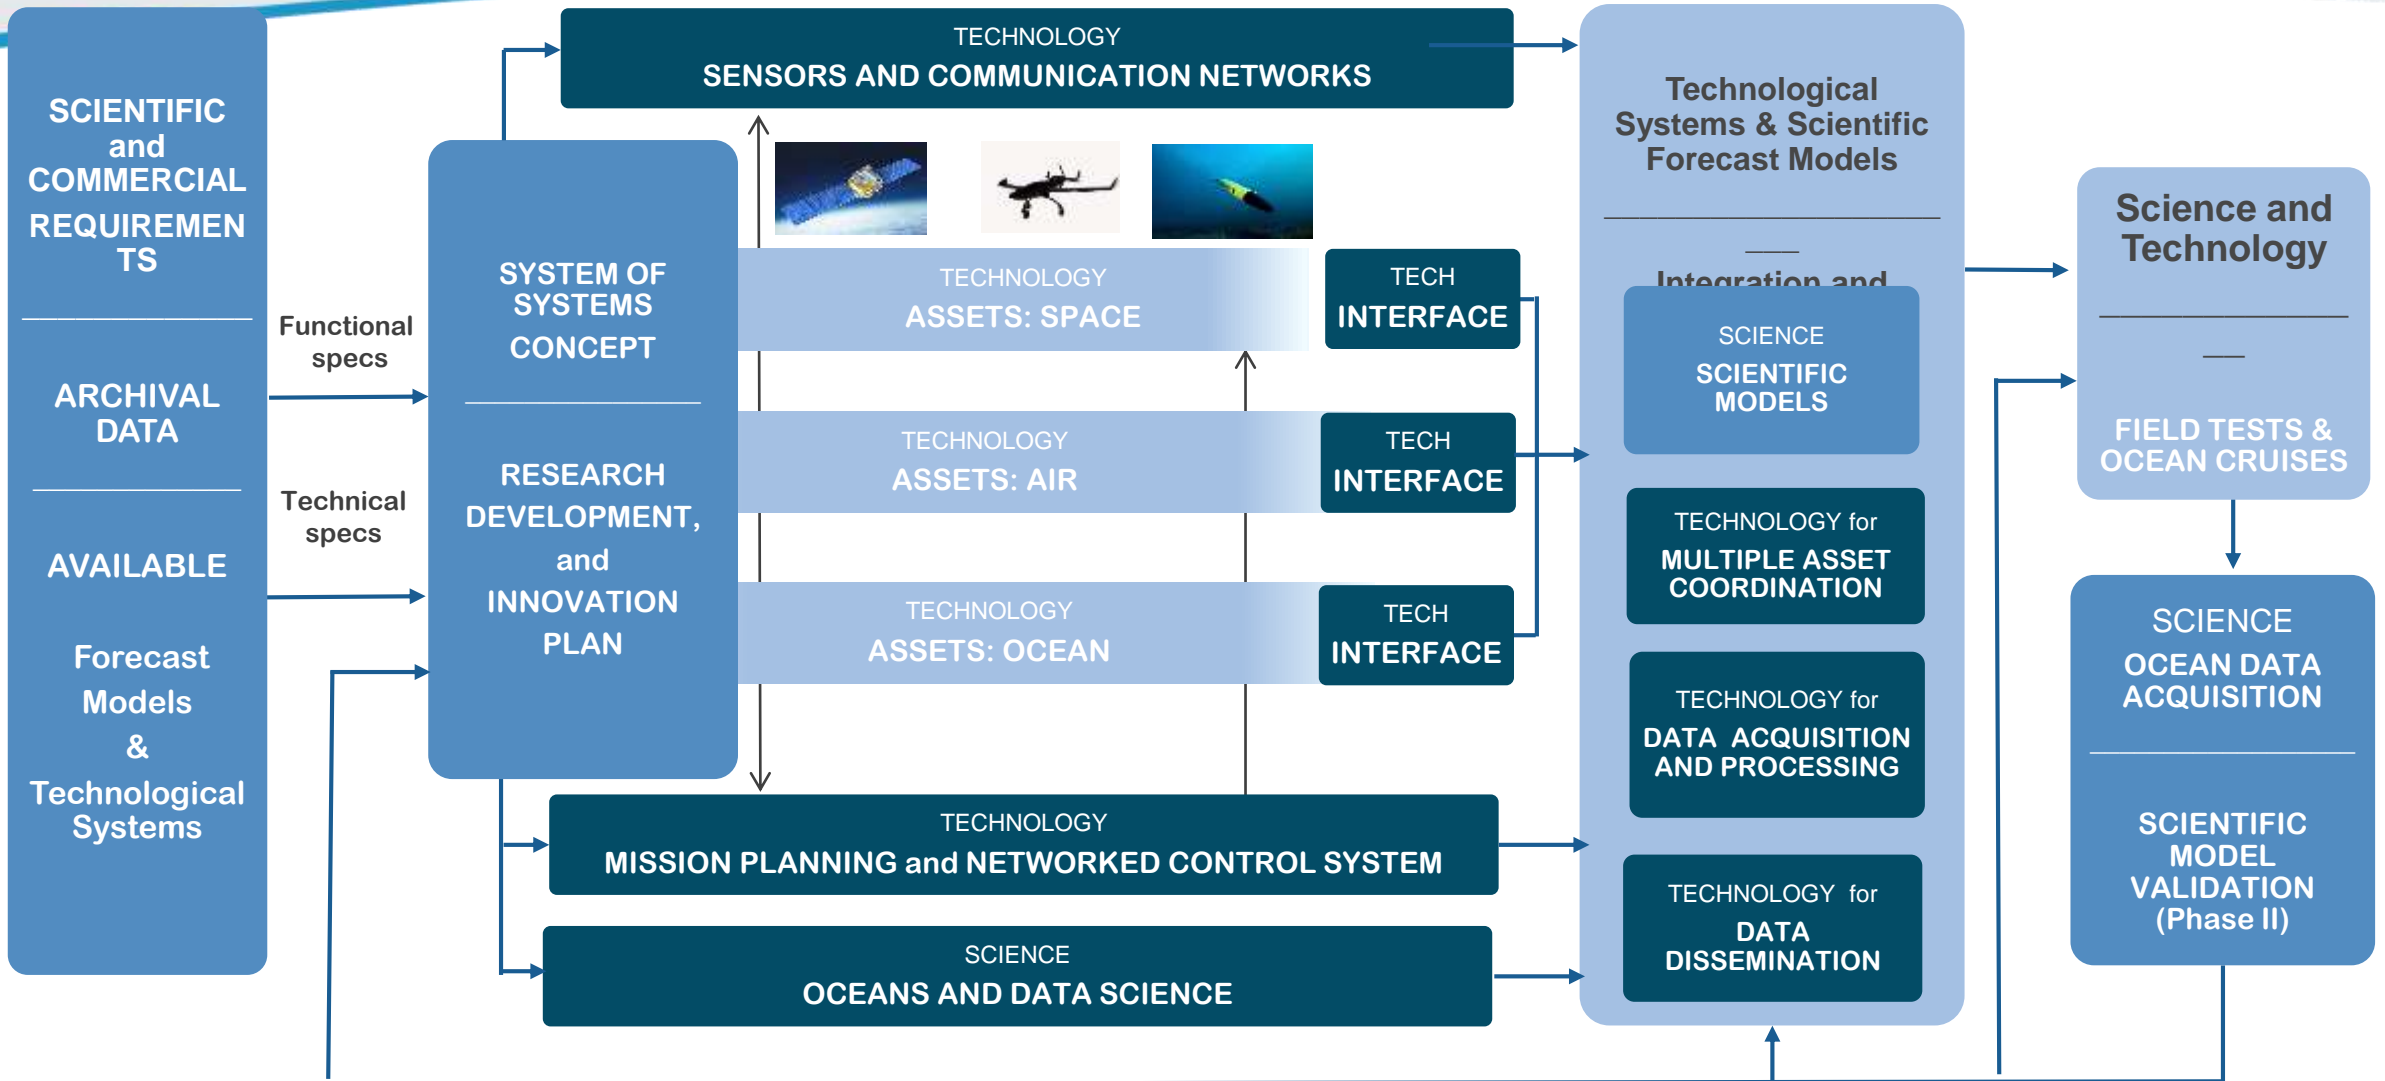 SCIENTIFIC
and
COMMERCIAL
REQUIREMEN
TS
ARCHIVAL
DATA
AVAILABLE
Forecast
Models
&
Technological
Systems
Functional
specs
Technical
specs
SYSTEM OF
SYSTEMS
CONCEPT
RESEARCH
DEVELOPMENT,
and
INNOVATION
PLAN
TECHNOLOGY
SENSORS AND COMMUNICATION NETWORKS
TECHNOLOGY
ASSETS: SPACE
TECH
INTERFACE
TECHNOLOGY
ASSETS: AIR
TECH
INTERFACE
TECHNOLOGY
ASSETS: OCEAN
TECH
INTERFACE
TECHNOLOGY
MISSION PLANNING and NETWORKED CONTROL SYSTEM
SCIENCE
OCEANS AND DATA SCIENCE
Technological
Systems & Scientific
Forecast Models
Integration and
SCIENCE
SCIENTIFIC
MODELS
TECHNOLOGY for
MULTIPLE ASSET
COORDINATION
TECHNOLOGY for
DATA ACQUISITION
AND PROCESSING
TECHNOLOGY for
DATA
DISSEMINATION
Science and
Technology
FIELD TESTS &
OCEAN CRUISES
SCIENCE
OCEAN DATA
ACQUISITION
SCIENTIFIC
MODEL
VALIDATION
(Phase II)